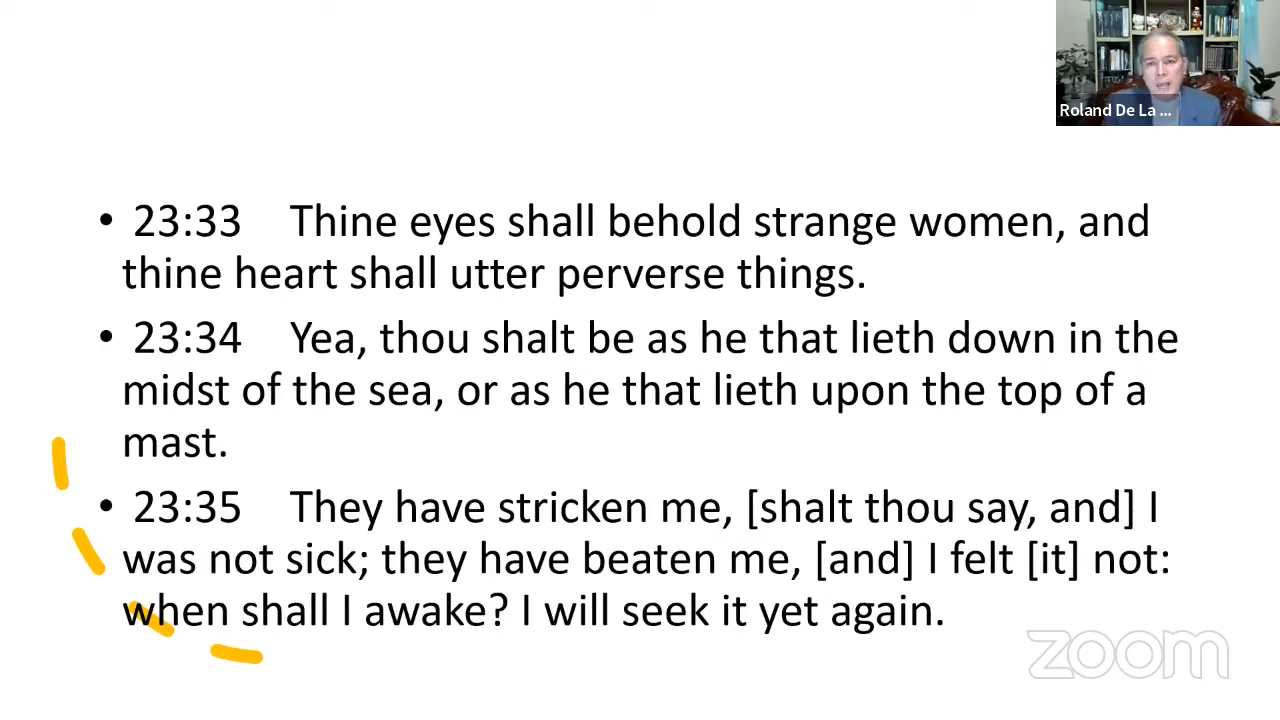 Roland De La ...
• 23:33 Thine eyes shall behold strange women, and
thine heart shall utter perverse things.
• 23:34 Yea, thou shalt be as he that lieth down in the
midst of the sea, or as he that lieth upon the top of a
mast.
• 23:35 They have stricken me, [shalt thou say, and] I
was not sick; they have beaten me, [and] I felt [it] not:
when shall I awake? I will seek it yet again.
zoom